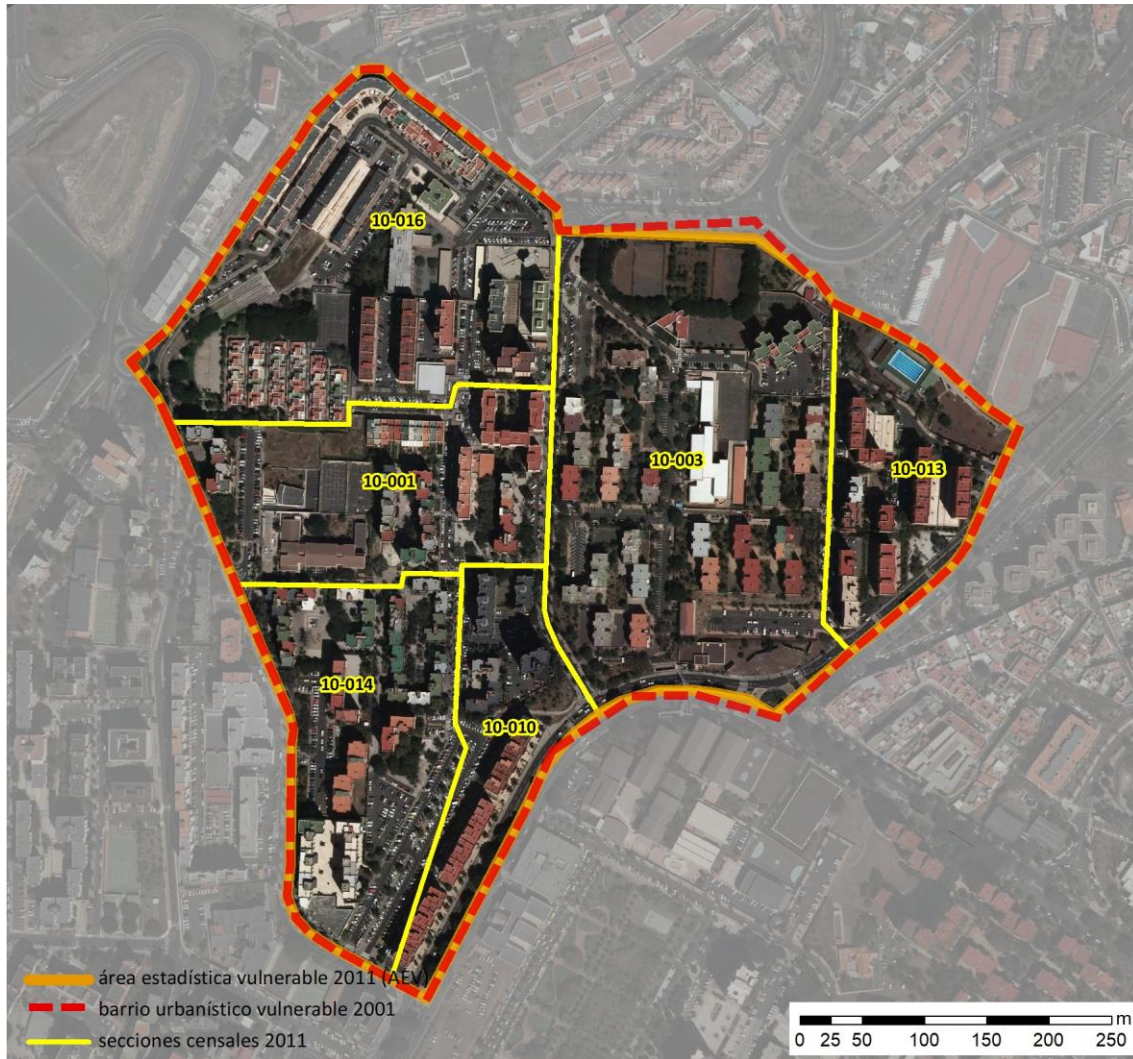 10-016
10-003
10-013
10-001
10-014
10-010
área estadística vulnerable 2011 (AEV)
barrio urbanístico vulnerable 2001
secciones censales 2011
m
0 25 50 100 150 200 250